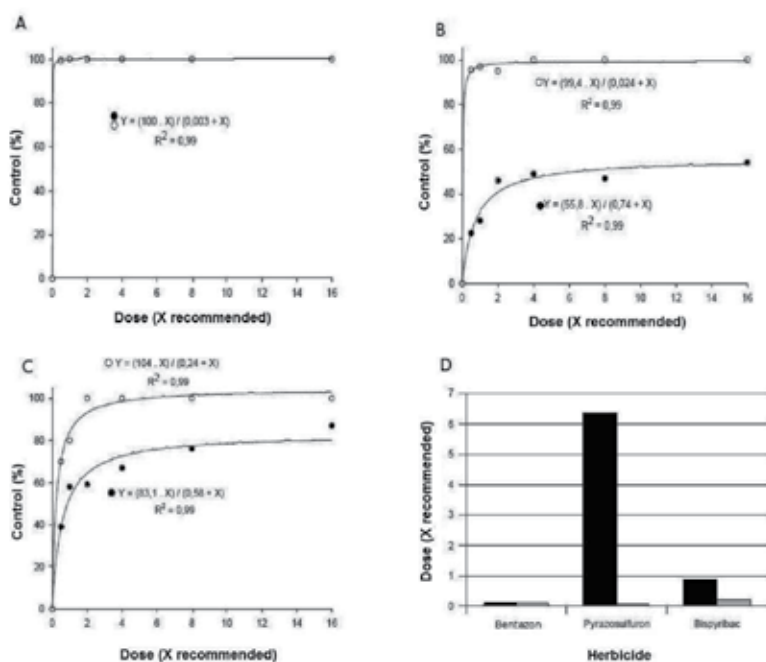 A
100
80
60
40
20
0
Control (%)
Y = (100 . X) / (0,003 + X)
R2 = 0,99
0 2 4 6 8 10 12 14 16
Dose (X recommended)
B
100
80
60
40
20
0
Control (%)
Y = (99,4 . X) / (0,024 + X)
R2 = 0,99
Y = (55,8 . X) / (0,74 + X)
R2 = 0,99
0 2 4 6 8 10 12 14 16
Dose (X recommended)
C
Y = (104 . X) / (0,24 + X)
R2 = 0,99
100
80
60
40
20
0
Control (%)
Y = (83,1 . X) / (0,58 + X)
R2 = 0,99
0 2 4 6 8 10 12 14 16
Dose (X recommended)
D
7
6
5
4
3
2
1
0
Dose (X recommended)
Bentazon Pyrazosulfuron Bispyribac
Herbicide